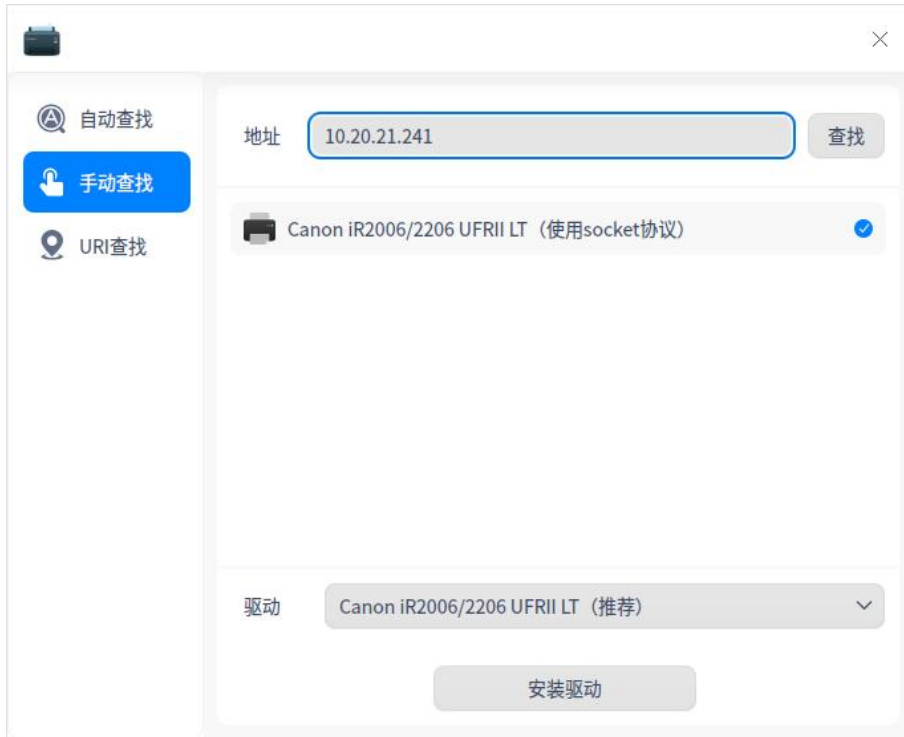 自动查找
手动查找
URI查找
地址 10.20.21.241 查找
Canon iR2006/2206 UFRII LT（使用socket协议）
驱动 Canon iR2006/2206 UFRII LT（推荐）
安装驱动